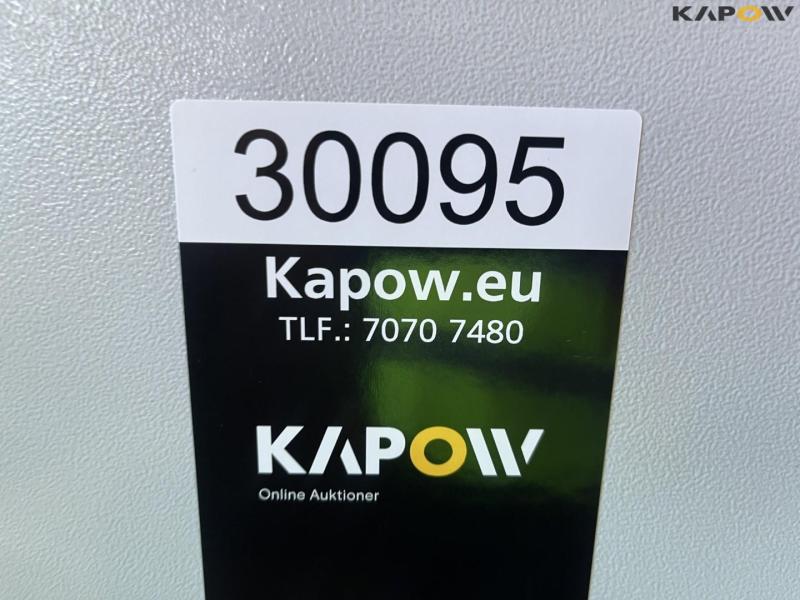 KAPOW
30095
Kapow.eu
TLF.: 7070 7480
KAPOW
Online Auktioner